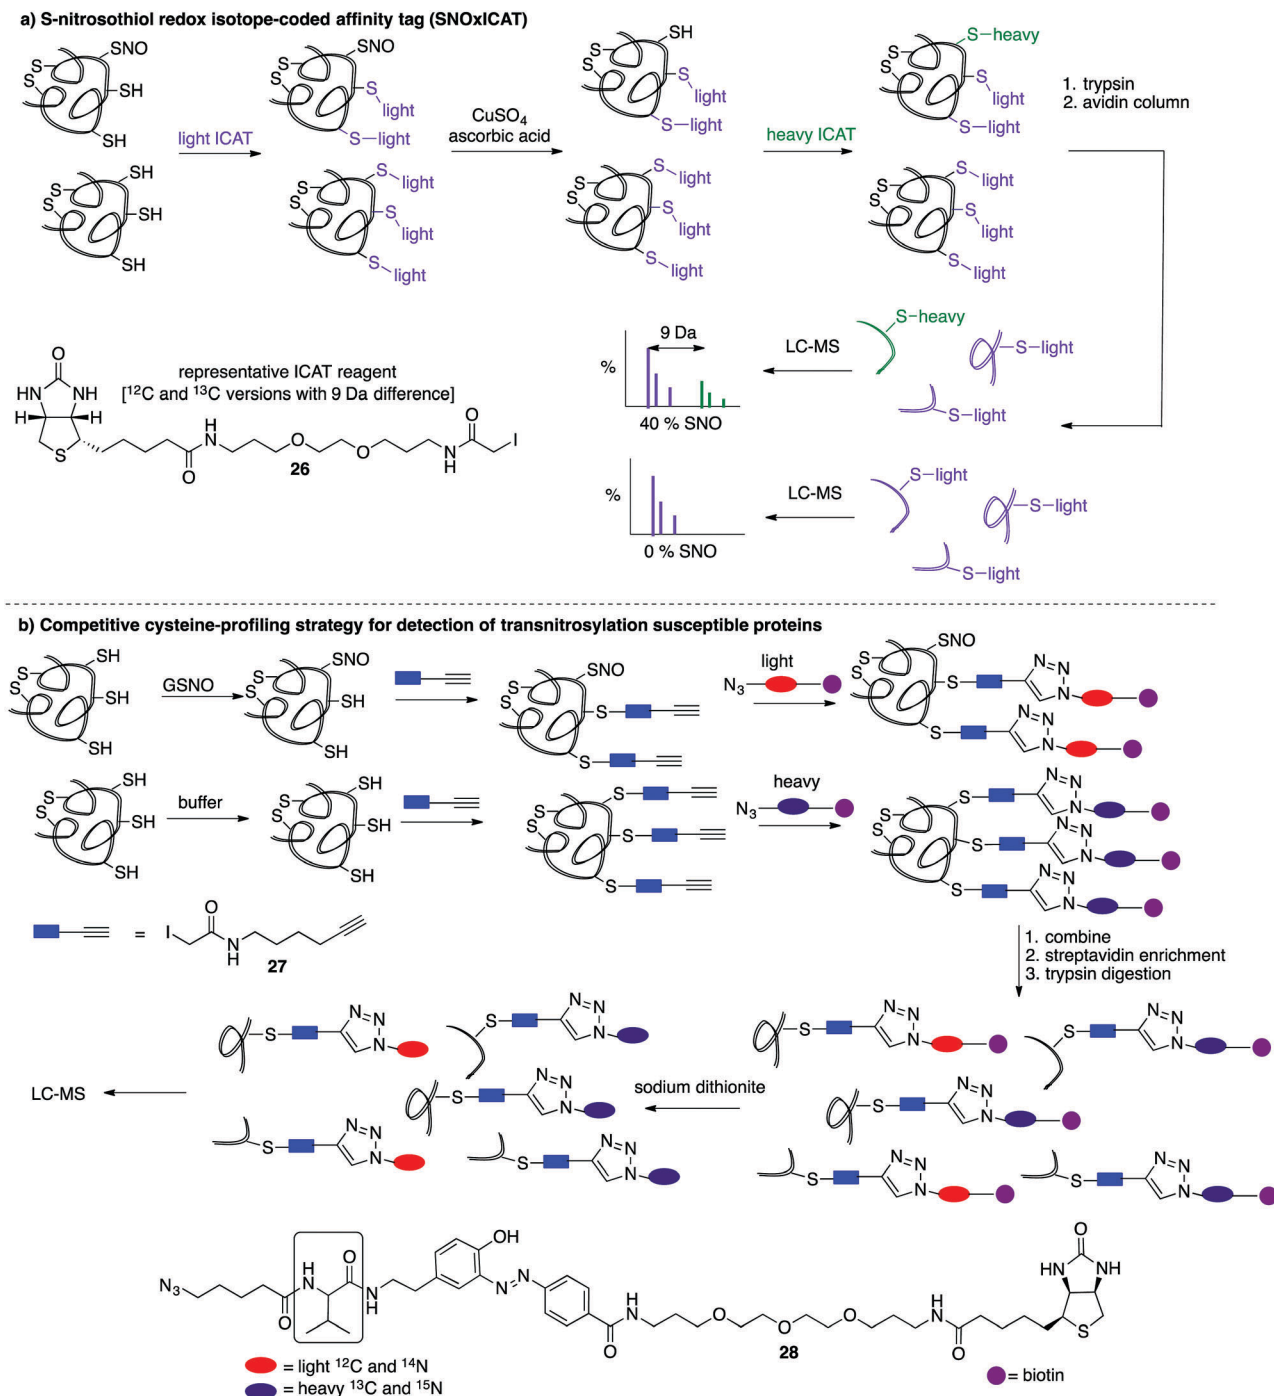 a) S-nitrosothiol redox isotope-coded affinity tag (SNOxICAT)
SNO
S
S
SH
SH
SH
S
S
SH
SH
light ICAT
SNO
S
S
S
light
S–light
S
S
S
light
S
light
S
light
CuSO₄
ascorbic acid
SH
S
S
S
light
S–light
S
S
S
light
S
light
S
light
heavy ICAT
S–heavy
S
S
S
light
S–light
S
S
S
light
S
light
S
light
1. trypsin
2. avidin column
representative ICAT reagent
[¹²C and ¹³C versions with 9 Da difference]
O
HN
NH
H
H
S
O
H
N
O
O
N
H
O
I
26
%
9 Da
40 % SNO
LC-MS
S–heavy
S–light
S–light
%
0 % SNO
LC-MS
S–light
S–light
S–light
b) Competitive cysteine-profiling strategy for detection of transnitrosylation susceptible proteins
S
S
SH
SH
SH
GSNO
S
S
SNO
SH
SH
S
S
SNO
S
S
light
N₃
S
S
SNO
S
N
N
N
S
N
N
N
S
S
SH
SH
SH
buffer
S
S
SH
SH
SH
S
S
S
S
S
heavy
N₃
S
S
S
N
N
N
S
N
N
N
S
N
N
N
=
I
O
N
H
27
1. combine
2. streptavidin enrichment
3. trypsin digestion
S
N
N
N
S
N
N
N
S
N
N
N
S
N
N
N
S
N
N
N
LC-MS
sodium dithionite
S
N
N
N
S
N
N
N
S
N
N
N
S
N
N
N
S
N
N
N
N₃
O
H
N
O
N
H
OH
N
N
O
H
N
O
O
O
H
N
O
O
HN
NH
S
28
= light ¹²C and ¹⁴N
= heavy ¹³C and ¹⁵N
= biotin